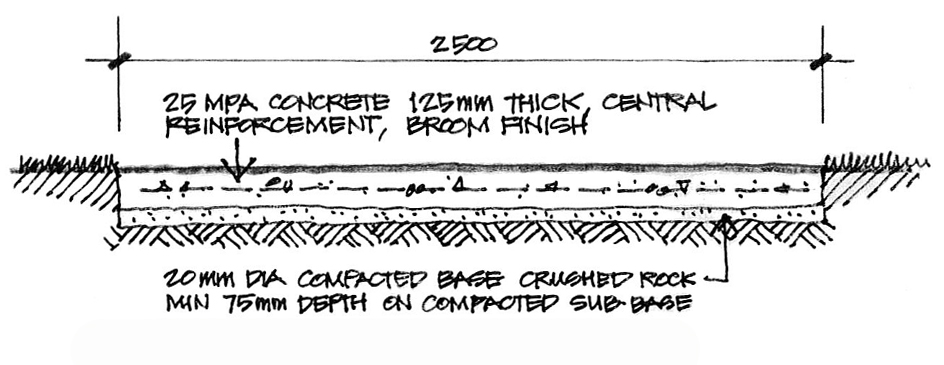 2500
25 MPA CONCRETE 125mm THICK, CENTRAL
REINFORCEMENT, BROOM FINISH
20mm DIA COMPACTED BASE CRUSHED ROCK
MIN 75mm DEPTH ON COMPACTED SUB-BASE